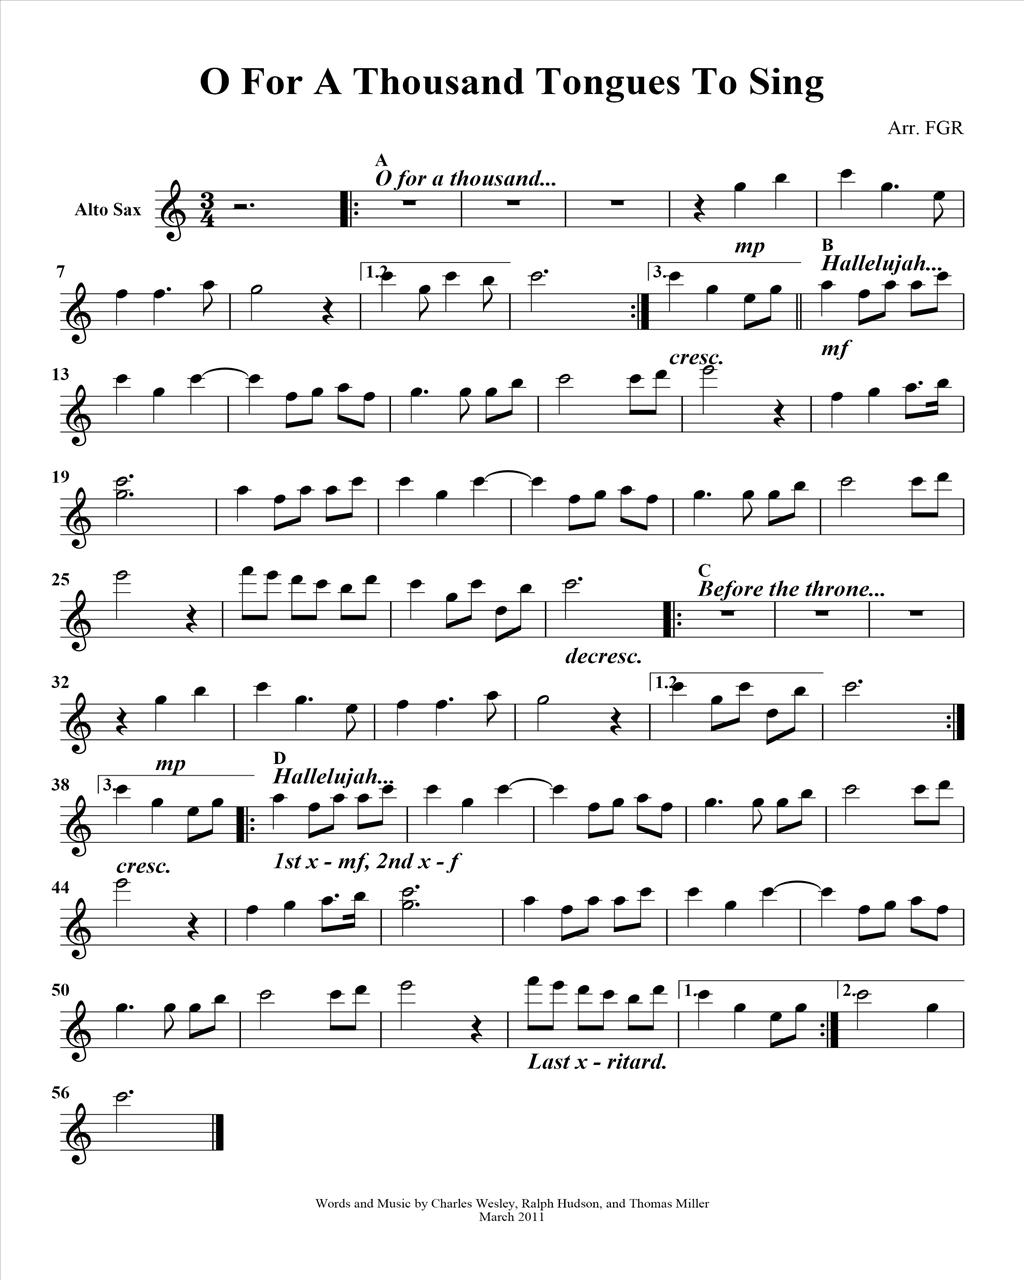 O For A Thousand Tongues To Sing
Arr. FGR
A
O for a thousand...
Alto Sax
3
4
mp
B
7
1.2.
3.
Hallelujah...
mf
cresc.
13
19
25
C
Before the throne...
decresc.
32
1.2.
mp
D
38
3.
Hallelujah...
cresc.
1st x - mf, 2nd x - f
44
50
1.
2.
Last x - ritard.
56
Words and Music by Charles Wesley, Ralph Hudson, and Thomas Miller
March 2011